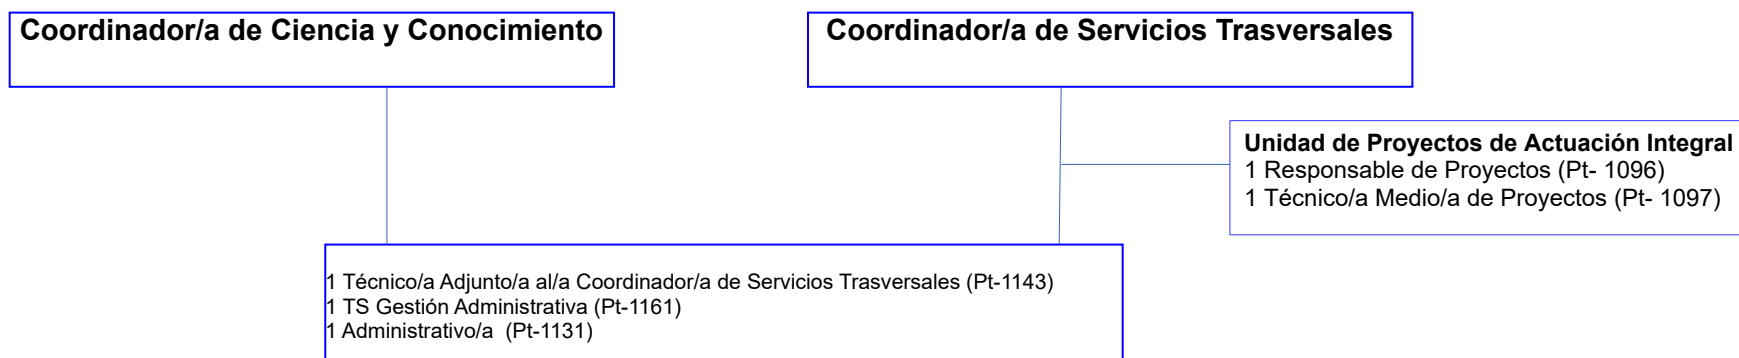 Coordinador/a de Ciencia y Conocimiento
Coordinador/a de Servicios Trasversales
Unidad de Proyectos de Actuación Integral
1 Responsable de Proyectos (Pt- 1096)
1 Técnico/a Medio/a de Proyectos (Pt- 1097)
1 Técnico/a Adjunto/a al/a Coordinador/a de Servicios Trasversales (Pt-1143)
1 TS Gestión Administrativa (Pt-1161)
1 Administrativo/a  (Pt-1131)